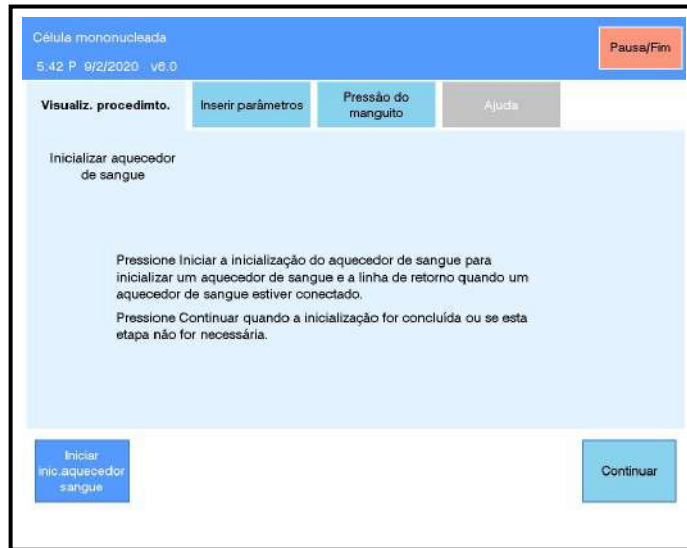 Célula mononucleada
Pausa/Fim
5:42 P 9/2/2020 v6.0
Visualiz. procedimto.
Inserir parâmetros
Pressão do
manguito
Ajuda
Inicializar aquecedor
de sangue
Pressione Iniciar a inicialização do aquecedor de sangue para
inicializar um aquecedor de sangue e a linha de retorno quando um
aquecedor de sangue estiver conectado.
Pressione Continuar quando a inicialização for concluída ou se esta
etapa não for necessária.
Iniciar
inic.aquecedor
sangue
Continuar